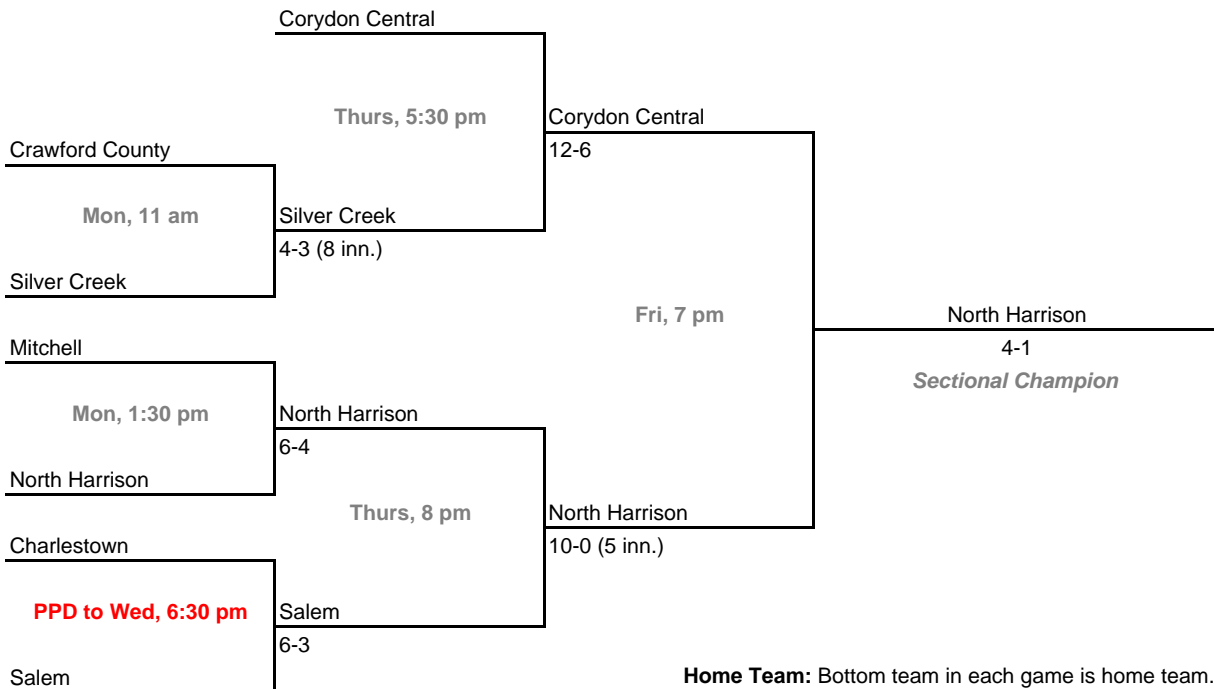 Corydon Central
Thurs, 5:30 pm
Corydon Central
Crawford County
12-6
Mon, 11 am
Silver Creek
4-3 (8 inn.)
Silver Creek
Fri, 7 pm
North Harrison
Mitchell
4-1
Sectional Champion
Mon, 1:30 pm
North Harrison
6-4
North Harrison
Thurs, 8 pm
North Harrison
Charlestown
10-0 (5 inn.)
PPD to Wed, 6:30 pm
Salem
6-3
Salem
Home Team: Bottom team in each game is home team.